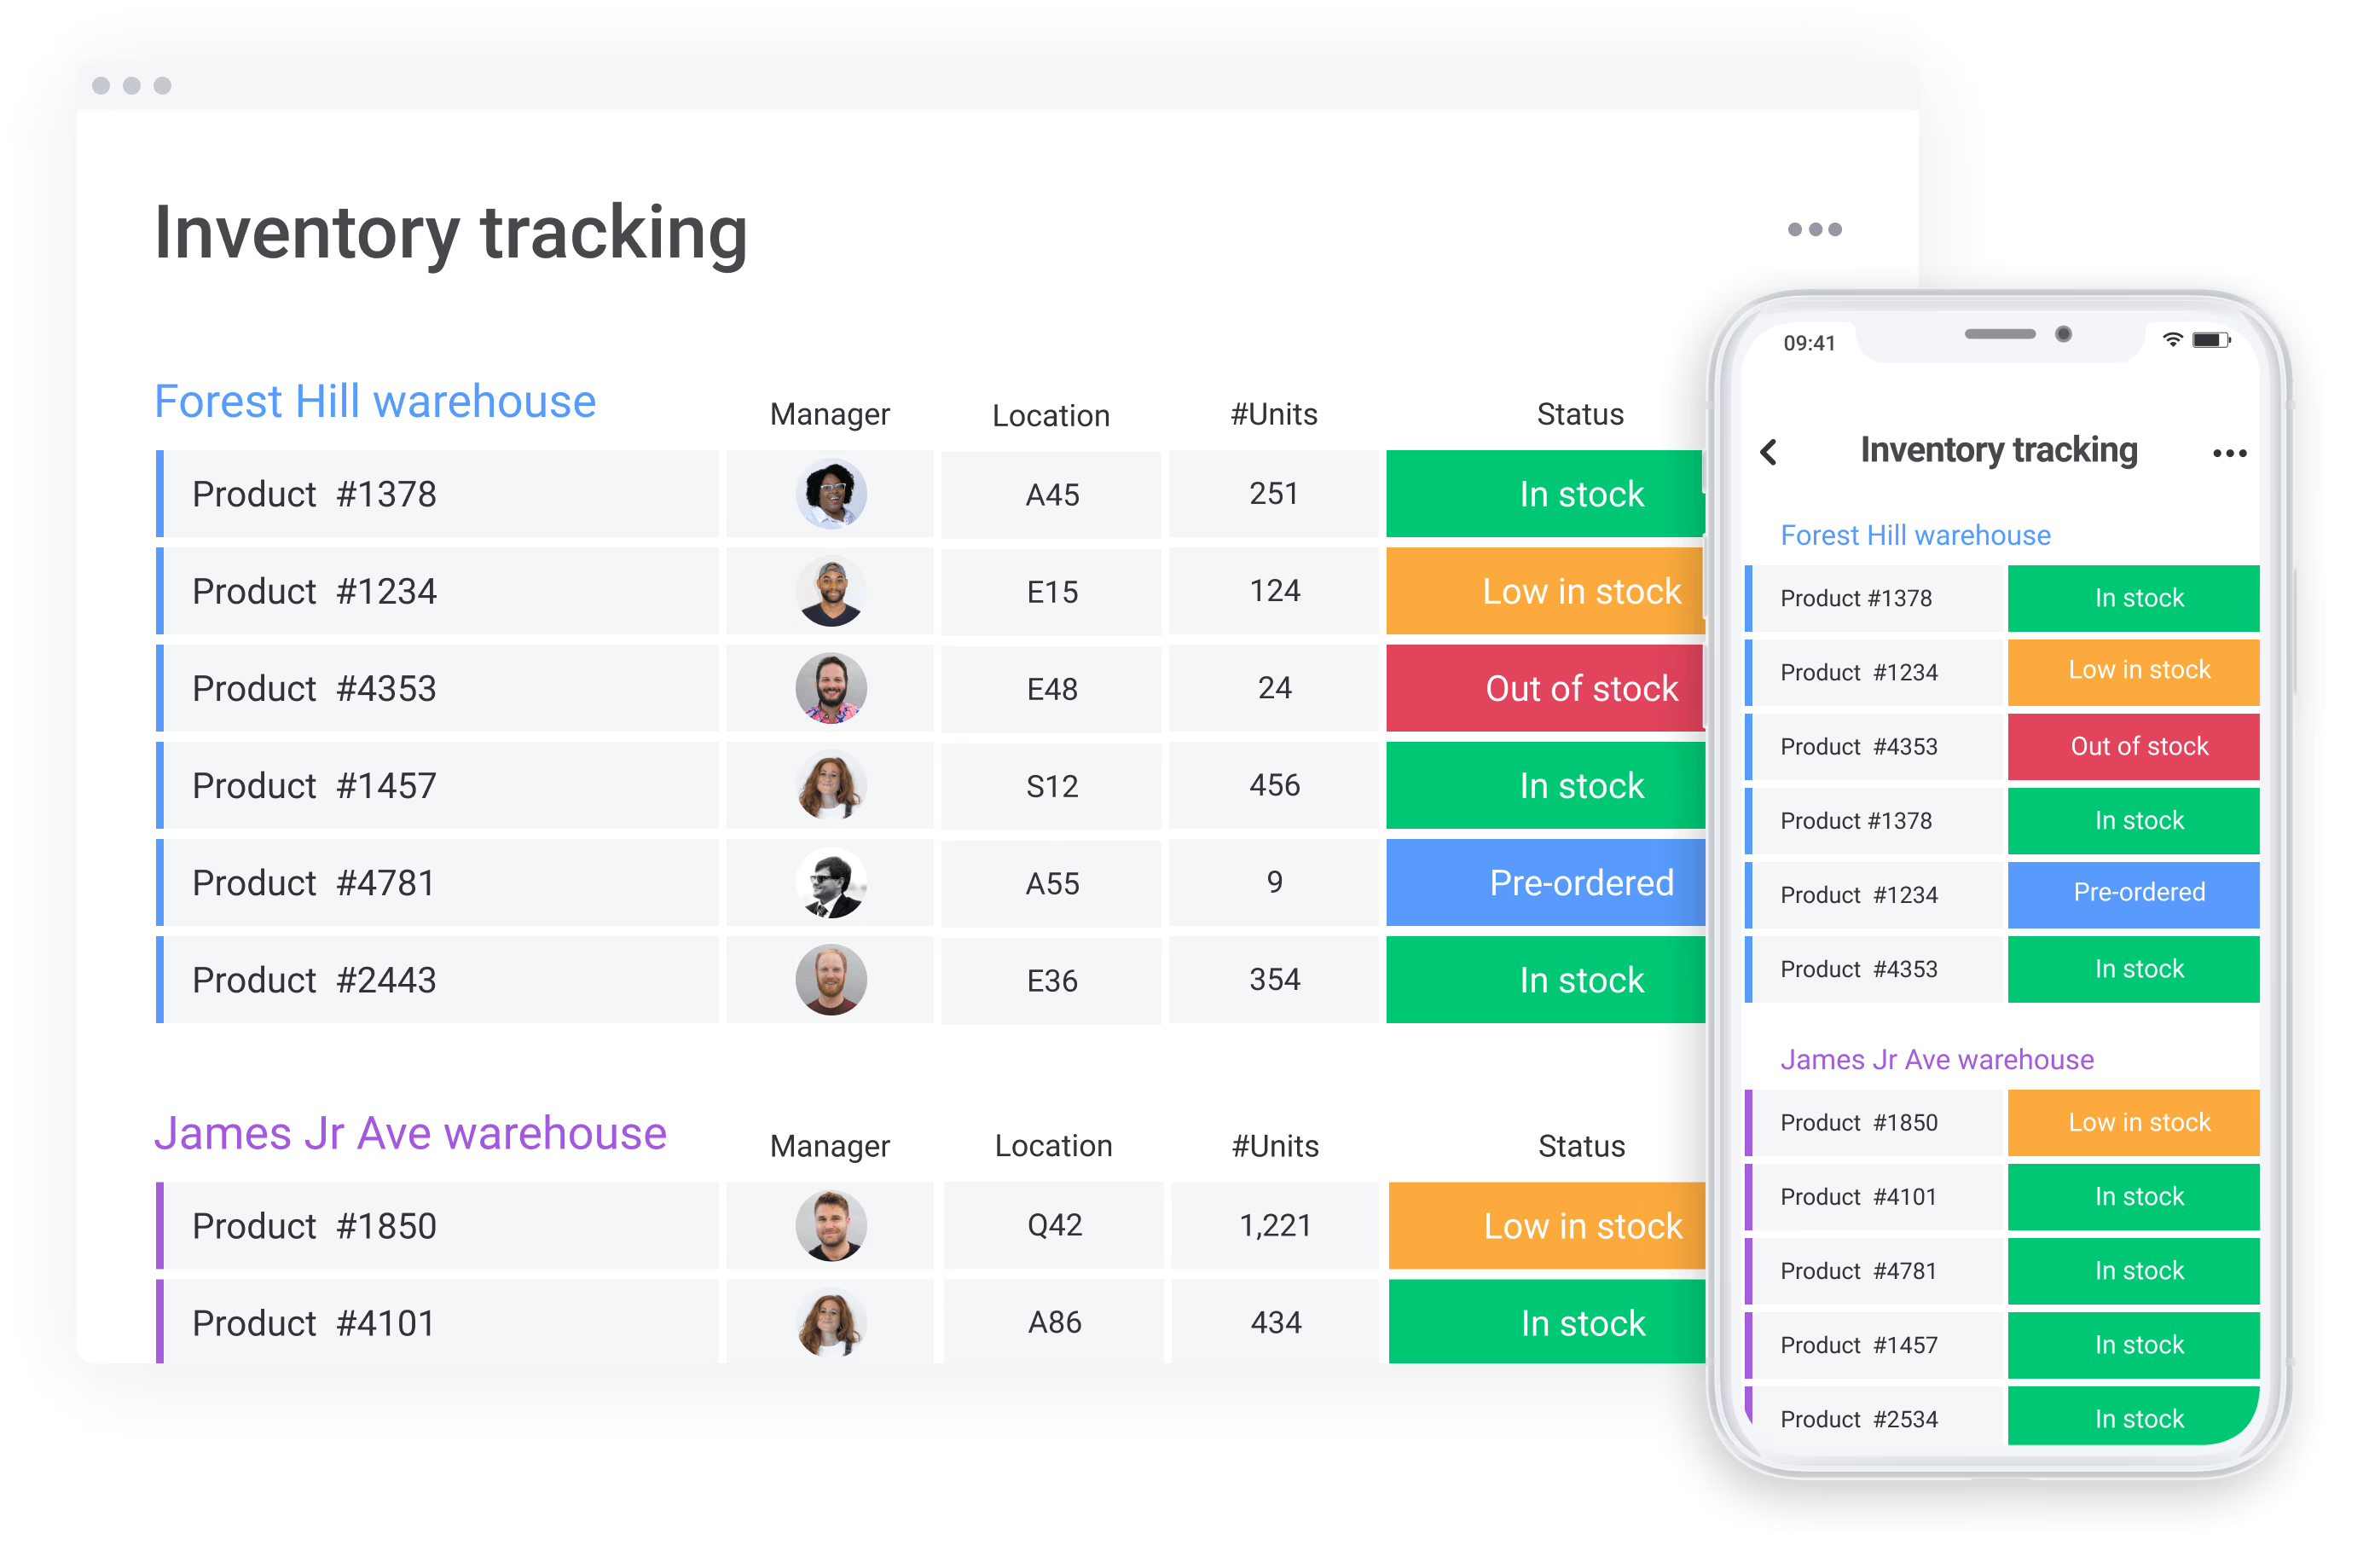 Inventory tracking
Forest Hill warehouse Manager Location #Units Status
Product #1378 A45 251 In stock
Product #1234 E15 124 Low in stock
Product #4353 E48 24 Out of stock
Product #1457 S12 456 In stock
Product #4781 A55 9 Pre-ordered
Product #2443 E36 354 In stock
James Jr Ave warehouse Manager Location #Units Status
Product #1850 Q42 1,221 Low in stock
Product #4101 A86 434 In stock
09:41
Inventory tracking
Forest Hill warehouse
Product #1378 In stock
Product #1234 Low in stock
Product #4353 Out of stock
Product #1378 In stock
Product #1234 Pre-ordered
Product #4353 In stock
James Jr Ave warehouse
Product #1850 Low in stock
Product #4101 In stock
Product #4781 In stock
Product #1457 In stock
Product #2534 In stock